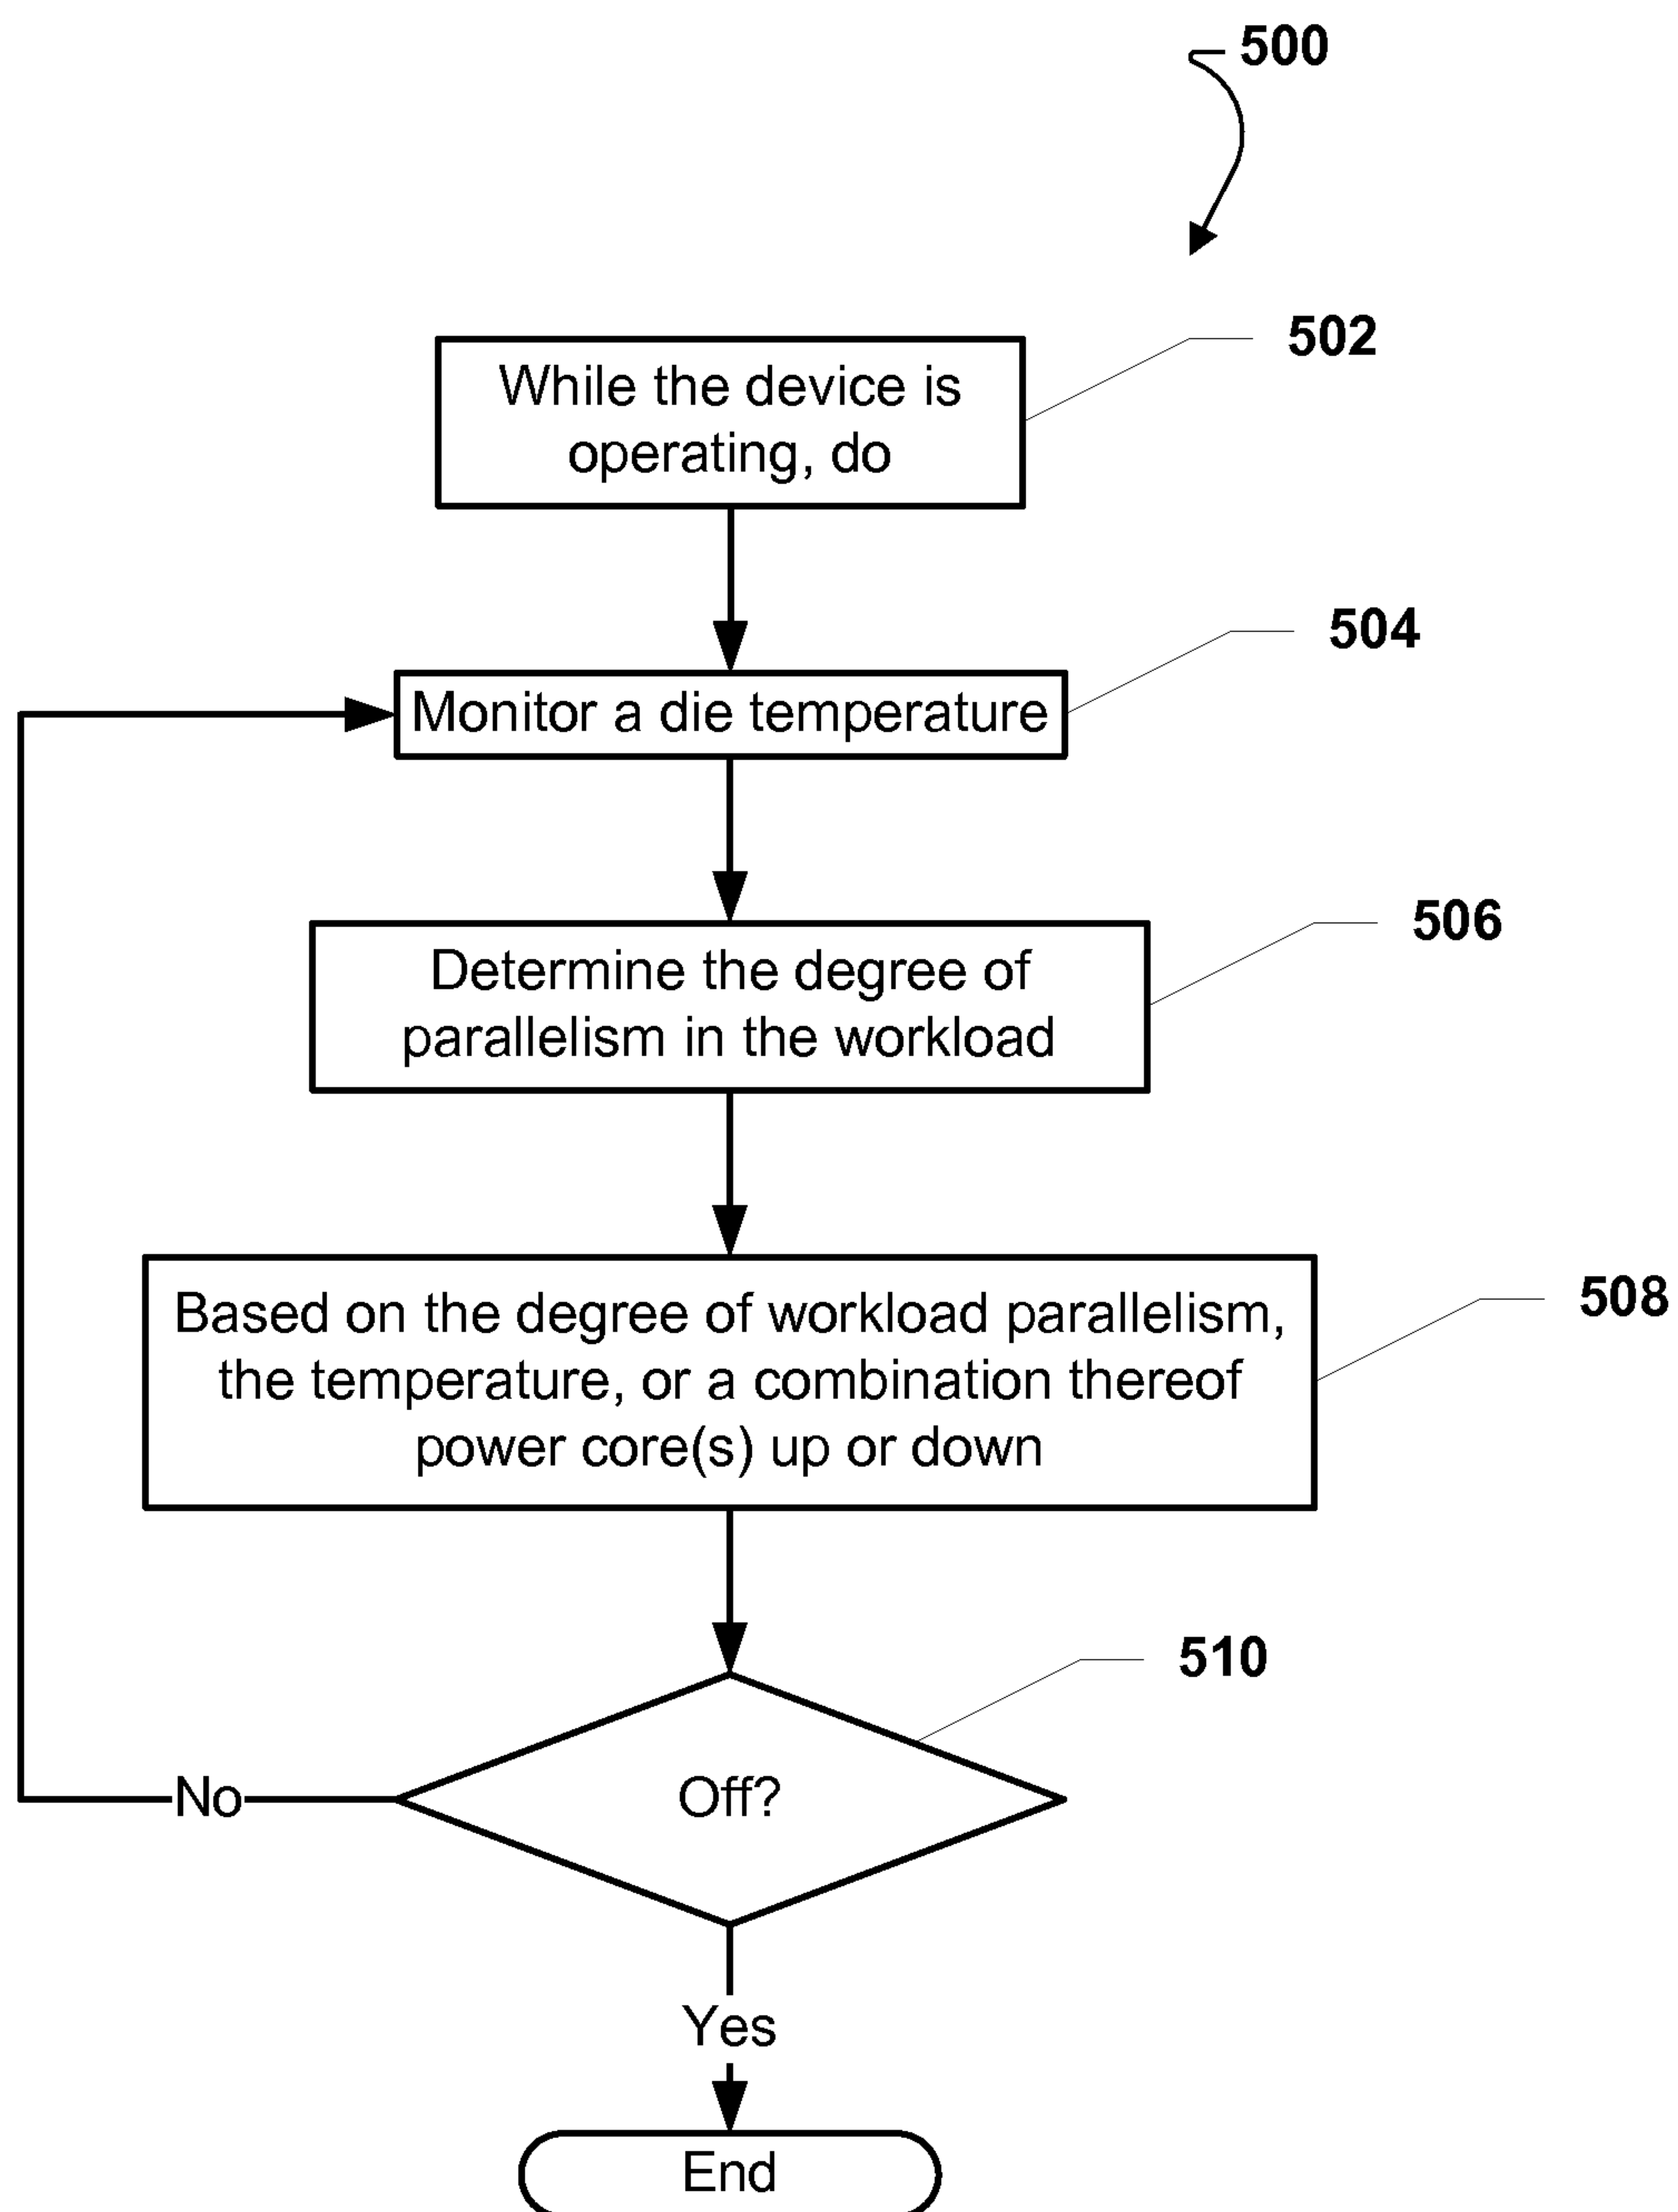 500
502
While the device is
operating, do
504
Monitor a die temperature
506
Determine the degree of
parallelism in the workload
508
Based on the degree of workload parallelism,
the temperature, or a combination thereof
power core(s) up or down
510
Off?
No
Yes
End